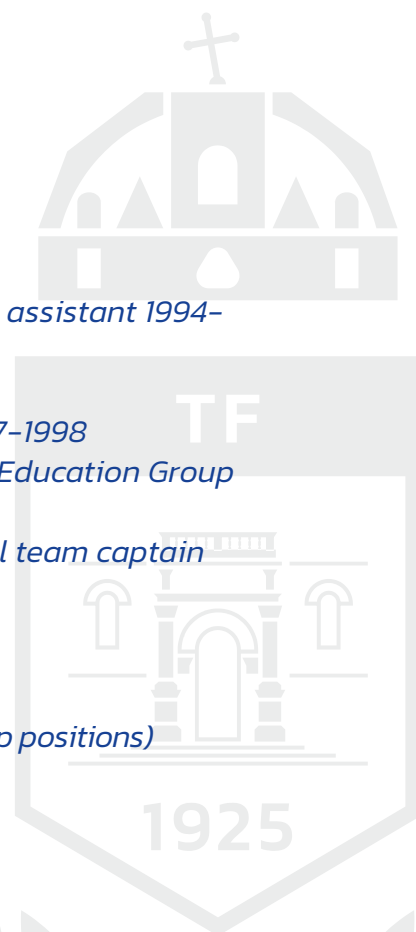 assistant 1994-
TF
7-1998
Education Group
l team captain
p positions)
1925